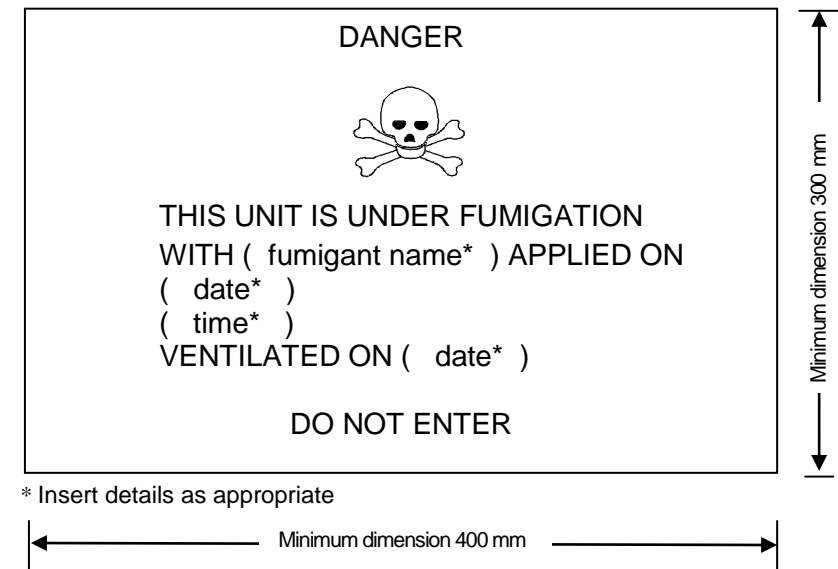 DANGER
THIS UNIT IS UNDER FUMIGATION
WITH ( fumigant name* ) APPLIED ON
( date* )
( time* )
VENTILATED ON ( date* )
DO NOT ENTER
* Insert details as appropriate
Minimum dimension 400 mm
Minimum dimension 300 mm